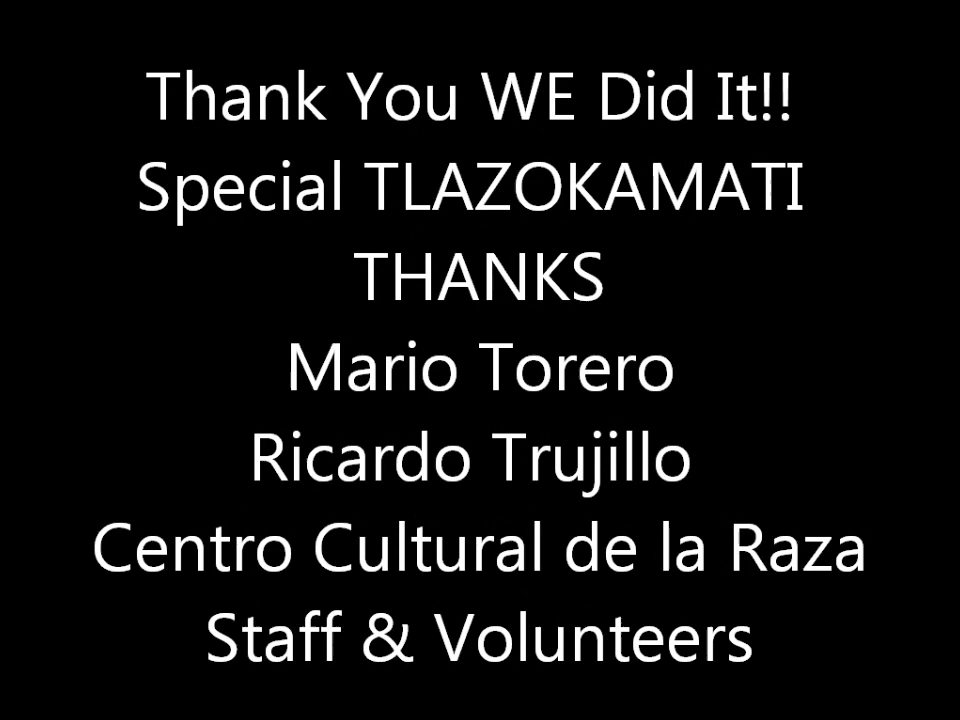 Thank You WE Did It!!
Special TLAZOKAMATI
THANKS
Mario Torero
Ricardo Trujillo
Centro Cultural de la Raza
Staff & Volunteers